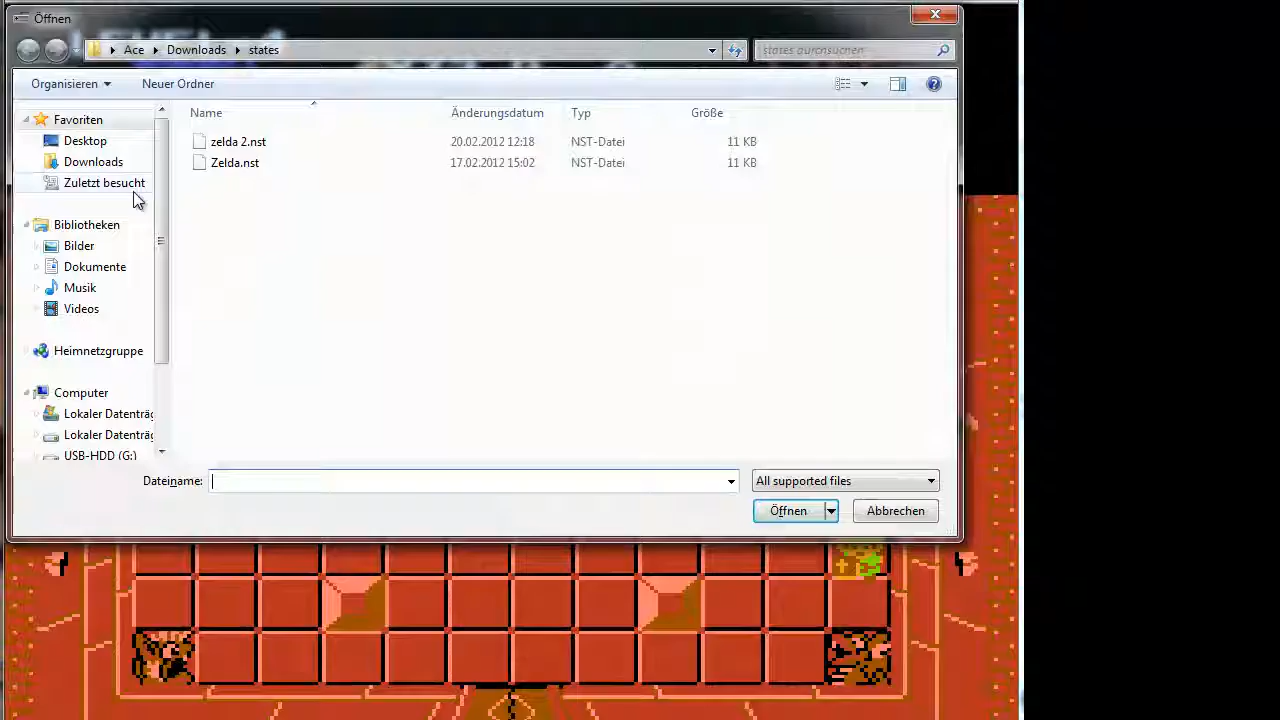 Öffnen
Ace Downloads states
states durchsuchen
Organisieren Neuer Ordner
Name Änderungsdatum Typ Größe
Favoriten
Desktop
Downloads
Zuletzt besucht
Bibliotheken
Bilder
Dokumente
Musik
Videos
Heimnetzgruppe
Computer
Lokaler Datenträg
Lokaler Datenträg
USB-HDD (G:)
zelda 2.nst 20.02.2012 12:18 NST-Datei 11 KB
Zelda.nst 17.02.2012 15:02 NST-Datei 11 KB
Dateiname: All supported files
Öffnen Abbrechen